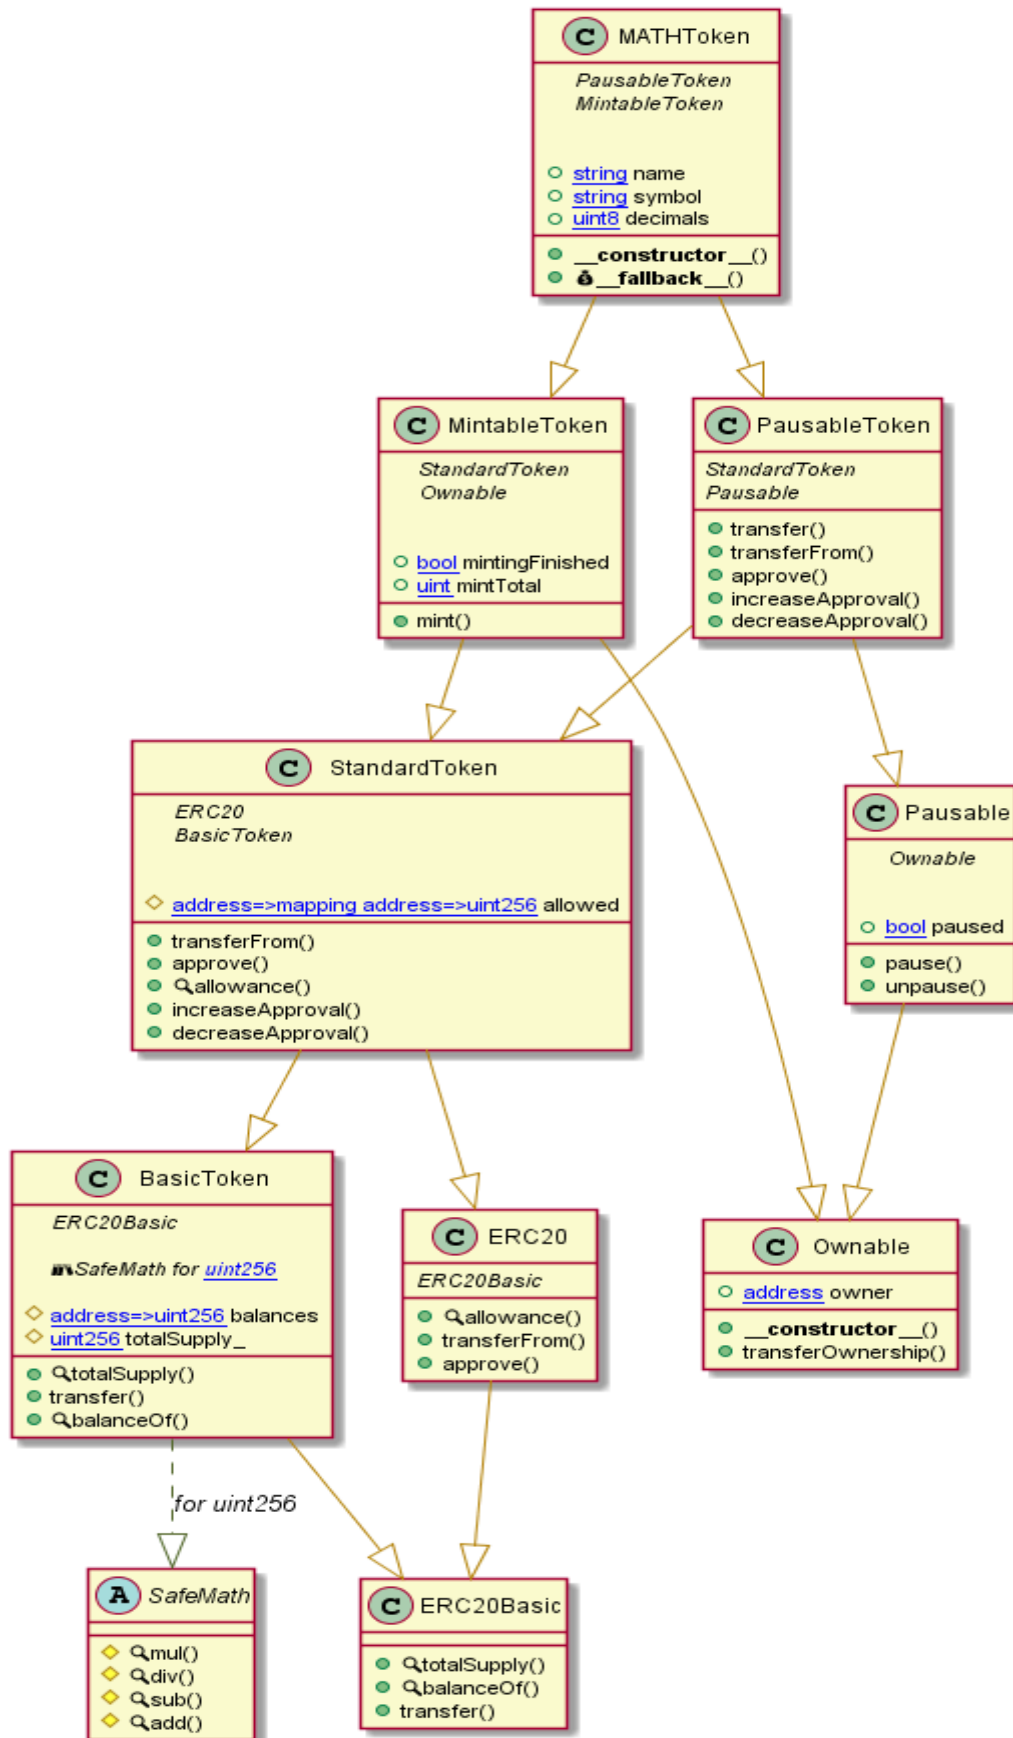 C MATHToken
PausableToken
MintableToken
string name
string symbol
uint8 decimals
__constructor__()
__fallback__()
C MintableToken
StandardToken
Ownable
bool mintingFinished
uint mintTotal
mint()
C PausableToken
StandardToken
Pausable
transfer()
transferFrom()
approve()
increaseApproval()
decreaseApproval()
C StandardToken
ERC20
BasicToken
address=>mapping address=>uint256 allowed
transferFrom()
approve()
allowance()
increaseApproval()
decreaseApproval()
C Pausable
Ownable
bool paused
pause()
unpause()
C BasicToken
ERC20Basic
SafeMath for uint256
address=>uint256 balances
uint256 totalSupply_
totalSupply()
transfer()
balanceOf()
C ERC20
ERC20Basic
allowance()
transferFrom()
approve()
C Ownable
address owner
__constructor__()
transferOwnership()
for uint256
A SafeMath
mul()
div()
sub()
add()
C ERC20Basic
totalSupply()
balanceOf()
transfer()